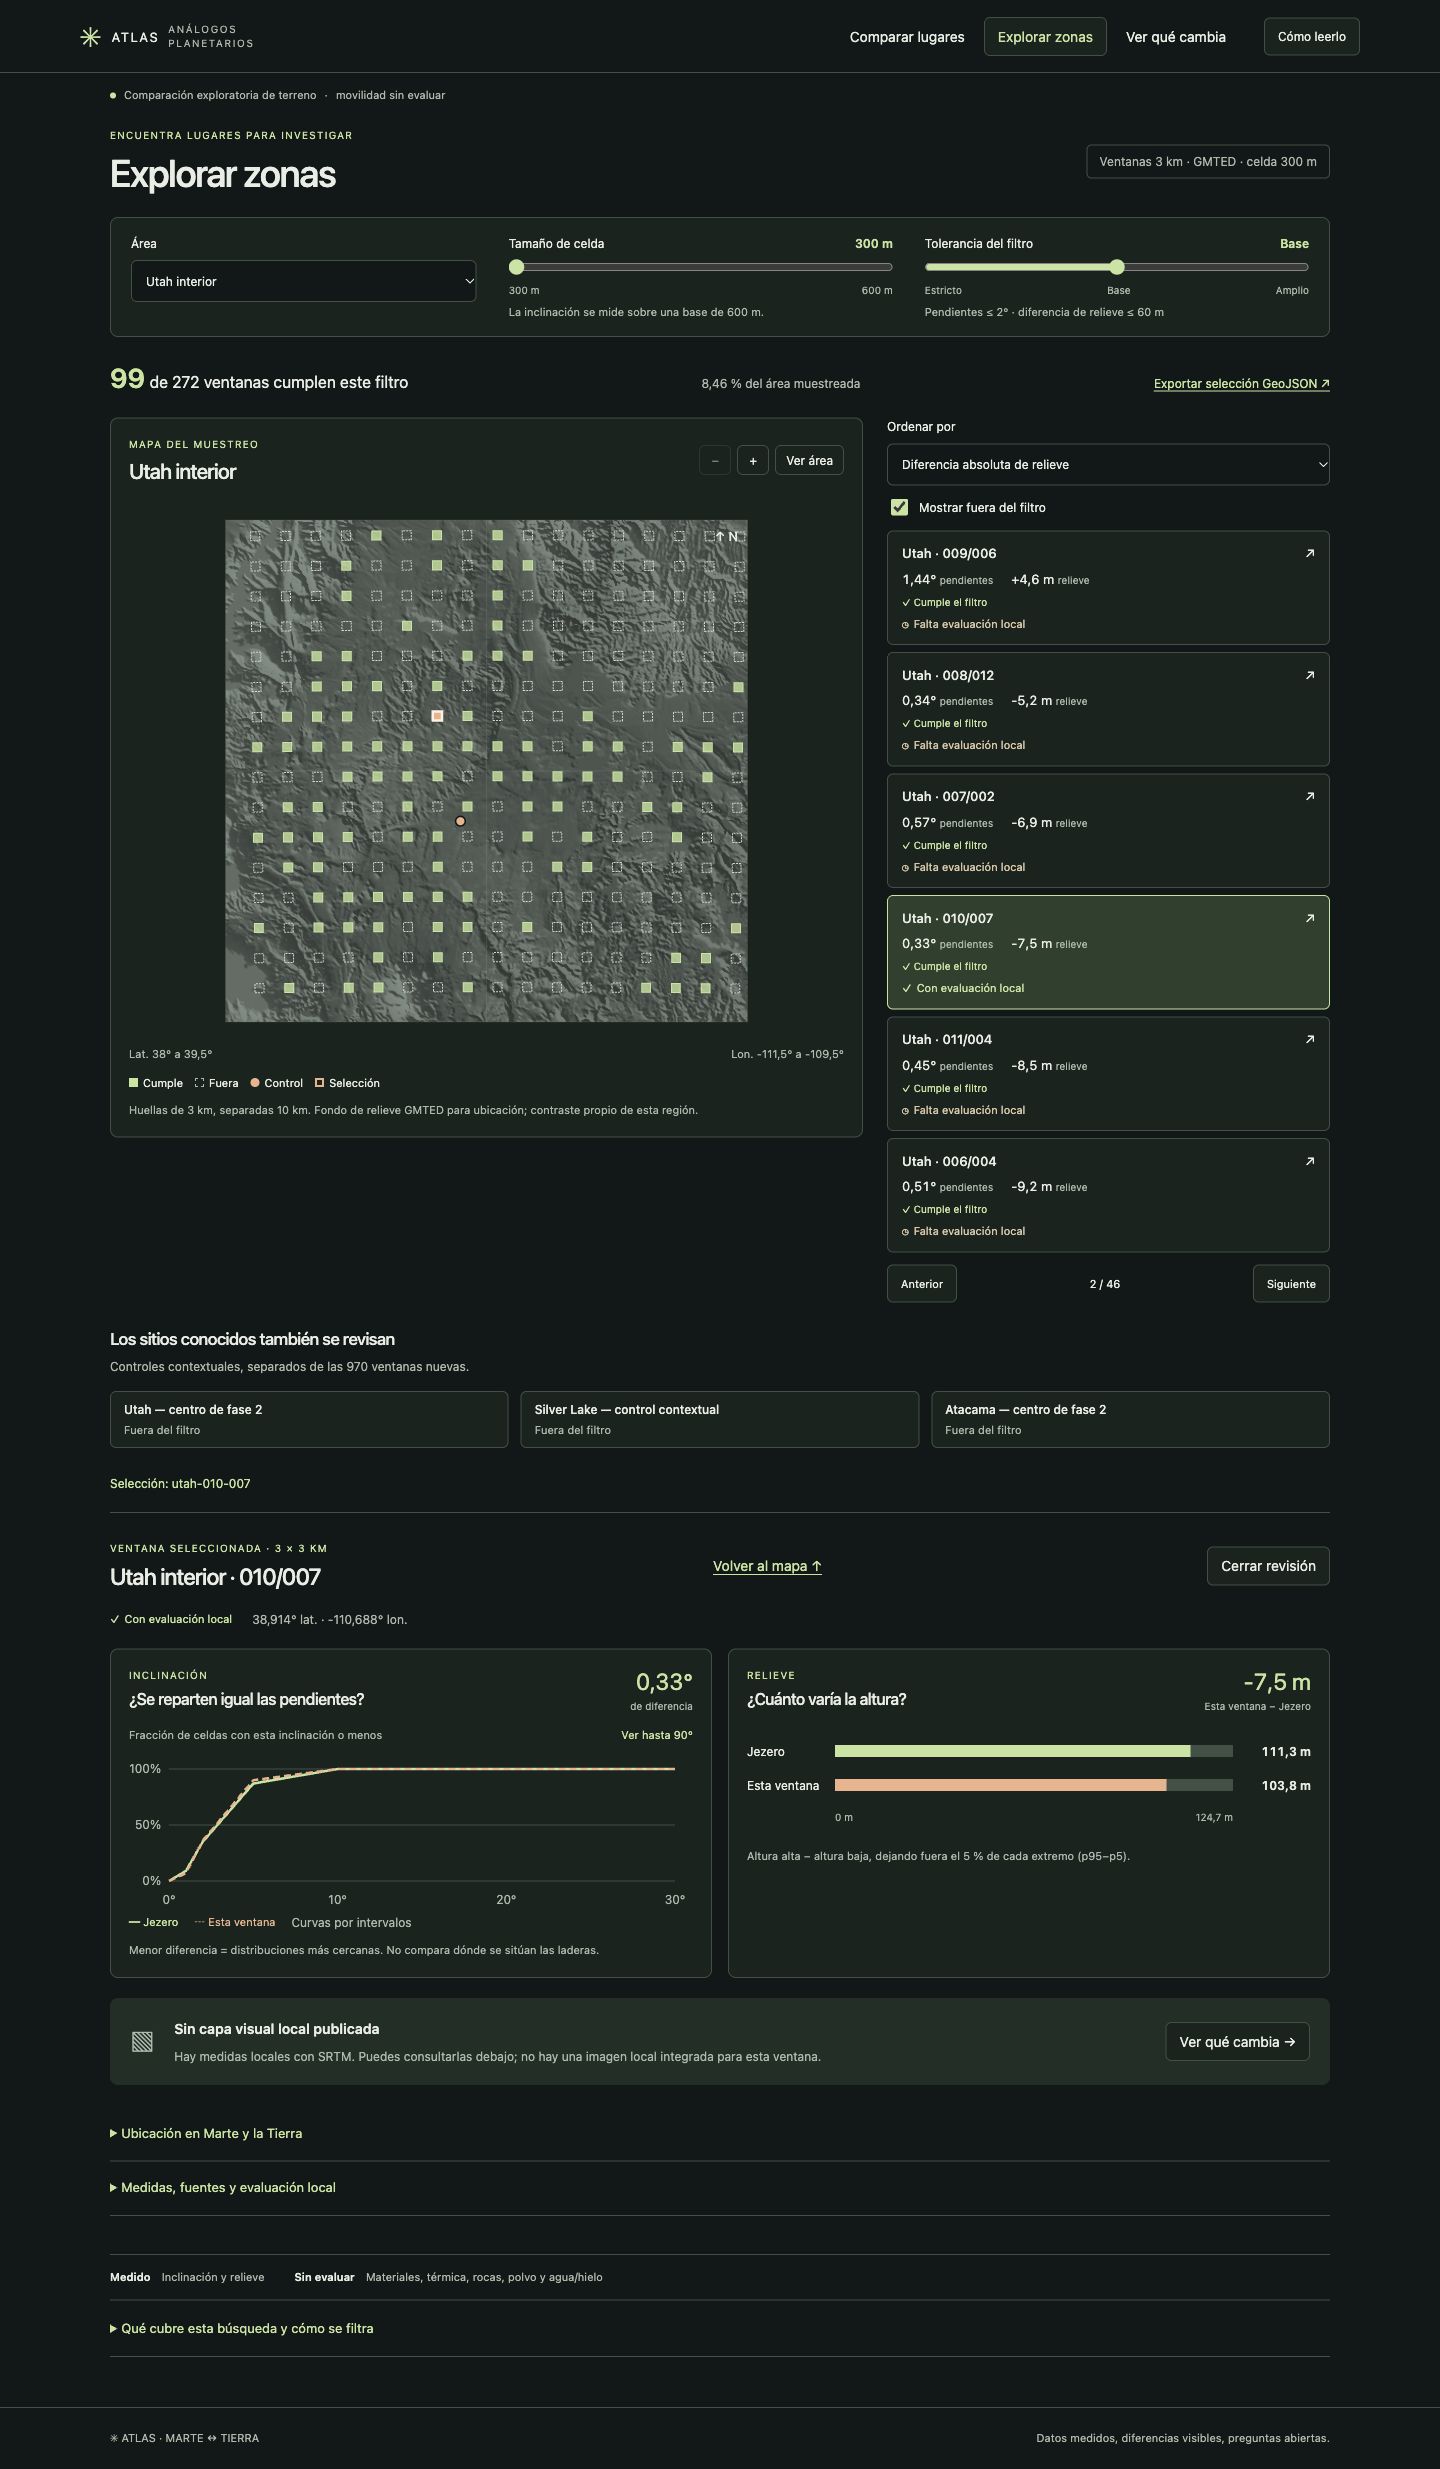 ATLAS
ANÁLOGOS
PLANETARIOS
Comparar lugares
Explorar zonas
Ver qué cambia
Cómo leerlo
Comparación exploratoria de terreno · movilidad sin evaluar
ENCUENTRA LUGARES PARA INVESTIGAR
Explorar zonas
Ventanas 3 km · GMTED · celda 300 m
Área
Utah interior
Tamaño de celda
300 m
300 m
600 m
La inclinación se mide sobre una base de 600 m.
Tolerancia del filtro
Base
Estricto
Base
Amplio
Pendientes ≤ 2° · diferencia de relieve ≤ 60 m
99 de 272 ventanas cumplen este filtro
8,46 % del área muestreada
Exportar selección GeoJSON ↗
MAPA DEL MUESTREO
Utah interior
−
+
Ver área
↑ N
Lat. 38° a 39,5°
Lon. -111,5° a -109,5°
Cumple
Fuera
Control
Selección
Huellas de 3 km, separadas 10 km. Fondo de relieve GMTED para ubicación; contraste propio de esta región.
Ordenar por
Diferencia absoluta de relieve
Mostrar fuera del filtro
Utah · 009/006 ↗
1,44° pendientes +4,6 m relieve
✓ Cumple el filtro
Falta evaluación local
Utah · 008/012 ↗
0,34° pendientes -5,2 m relieve
✓ Cumple el filtro
Falta evaluación local
Utah · 007/002 ↗
0,57° pendientes -6,9 m relieve
✓ Cumple el filtro
Falta evaluación local
Utah · 010/007 ↗
0,33° pendientes -7,5 m relieve
✓ Cumple el filtro
✓ Con evaluación local
Utah · 011/004 ↗
0,45° pendientes -8,5 m relieve
✓ Cumple el filtro
Falta evaluación local
Utah · 006/004 ↗
0,51° pendientes -9,2 m relieve
✓ Cumple el filtro
Falta evaluación local
Anterior
2 / 46
Siguiente
Los sitios conocidos también se revisan
Controles contextuales, separados de las 970 ventanas nuevas.
Utah — centro de fase 2
Fuera del filtro
Silver Lake — control contextual
Fuera del filtro
Atacama — centro de fase 2
Fuera del filtro
Selección: utah-010-007
VENTANA SELECCIONADA · 3 × 3 KM
Utah interior · 010/007
Volver al mapa ↑
Cerrar revisión
✓ Con evaluación local
38,914° lat. · -110,688° lon.
INCLINACIÓN
¿Se reparten igual las pendientes?
0,33°
de diferencia
Fracción de celdas con esta inclinación o menos
Ver hasta 90°
100%
50%
0%
0°
10°
20°
30°
Jezero
Esta ventana
Curvas por intervalos
Menor diferencia = distribuciones más cercanas. No compara dónde se sitúan las laderas.
RELIEVE
¿Cuánto varía la altura?
-7,5 m
Esta ventana − Jezero
Jezero
111,3 m
Esta ventana
103,8 m
0 m
124,7 m
Altura alta − altura baja, dejando fuera el 5 % de cada extremo (p95–p5).
Sin capa visual local publicada
Hay medidas locales con SRTM. Puedes consultarlas debajo; no hay una imagen local integrada para esta ventana.
Ver qué cambia →
▶ Ubicación en Marte y la Tierra
▶ Medidas, fuentes y evaluación local
Medido Inclinación y relieve
Sin evaluar Materiales, térmica, rocas, polvo y agua/hielo
▶ Qué cubre esta búsqueda y cómo se filtra
✳ ATLAS · MARTE ↔ TIERRA
Datos medidos, diferencias visibles, preguntas abiertas.